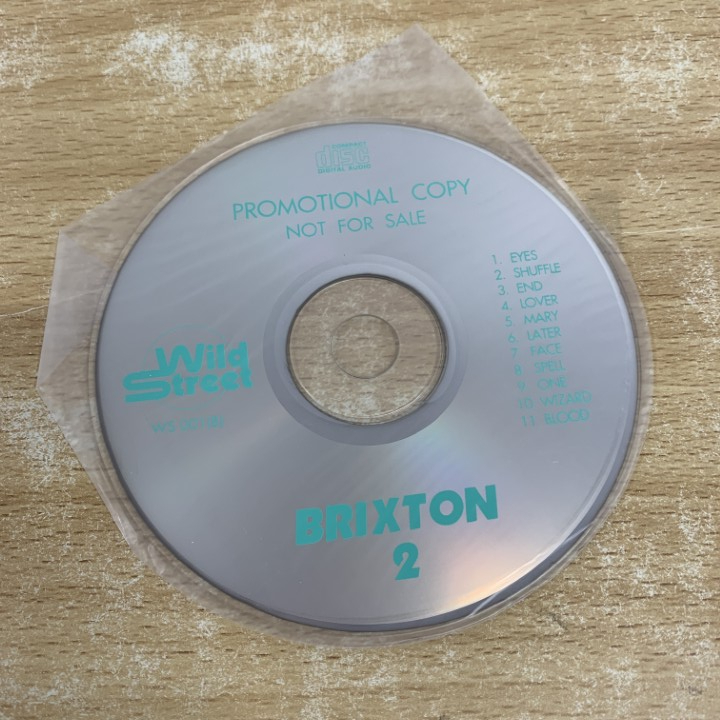 COMPACT
disc
DIGITAL AUDIO
PROMOTIONAL COPY
NOT FOR SALE
1. EYES
2. SHUFFLE
3. END
4. LOVER
5. MARY
6. LATER
7. FACE
8. SPELL
9. ONE
10 WIZARD
11 BLOOD
Wild
Street
WS
BRIXTON
2